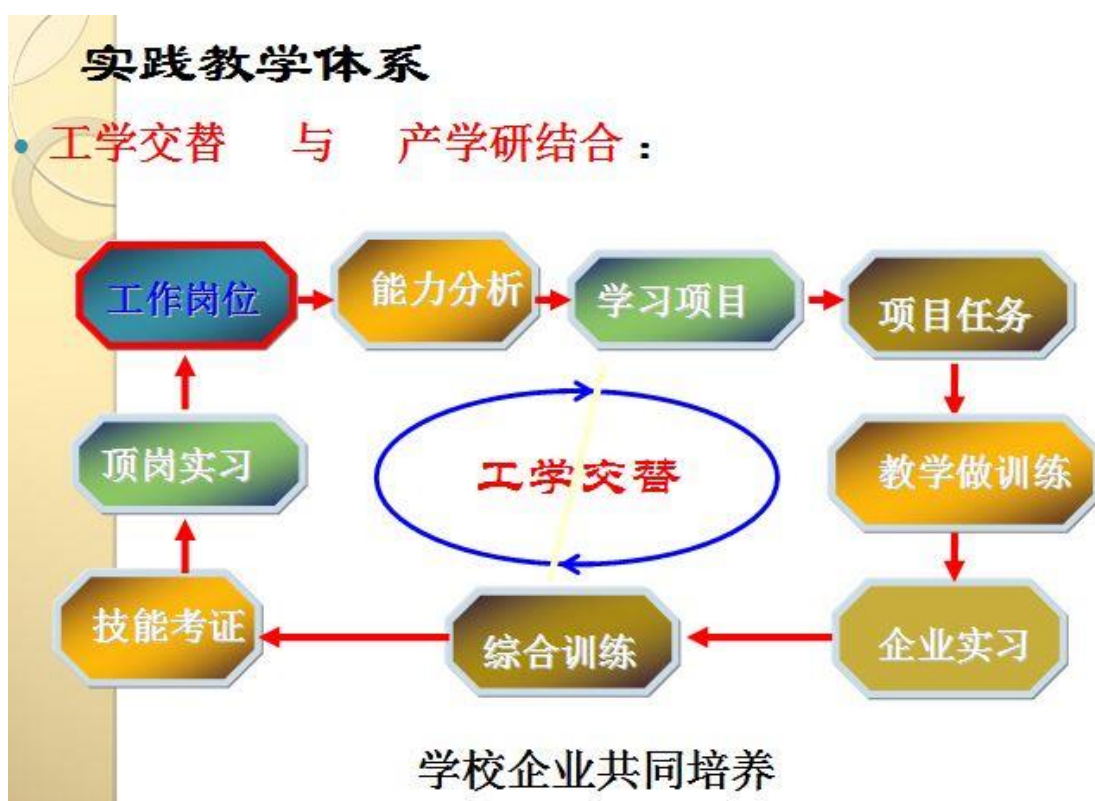 实践教学体系
工学交替 与 产学研结合：
工作岗位
能力分析
学习项目
项目任务
教学做训练
企业实习
综合训练
技能考证
顶岗实习
工学交替
学校企业共同培养